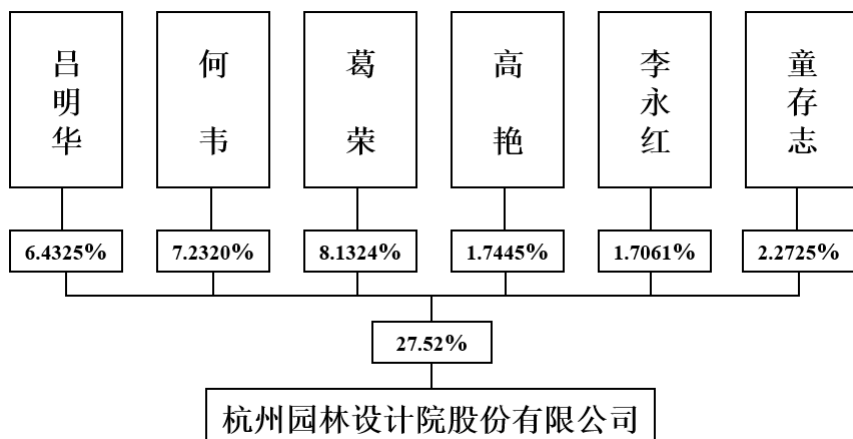 吕明华
何韦
葛荣
高艳
李永红
童存志
6.4325%
7.2320%
8.1324%
1.7445%
1.7061%
2.2725%
27.52%
杭州园林设计院股份有限公司